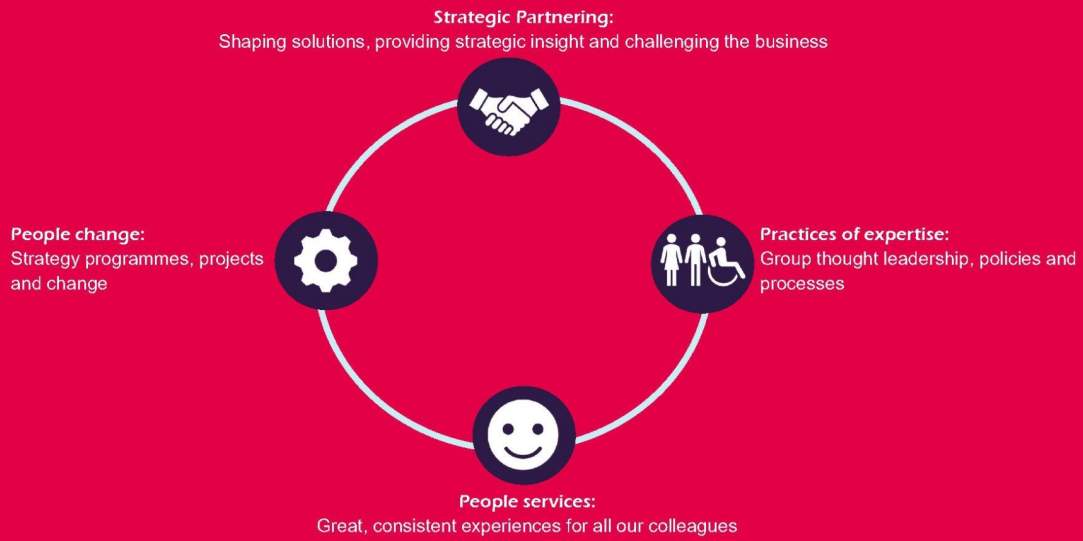 Strategic Partnering:
Shaping solutions, providing strategic insight and challenging the business
People change:
Strategy programmes, projects
and change
Practices of expertise:
Group thought leadership, policies and
processes
People services:
Great, consistent experiences for all our colleagues